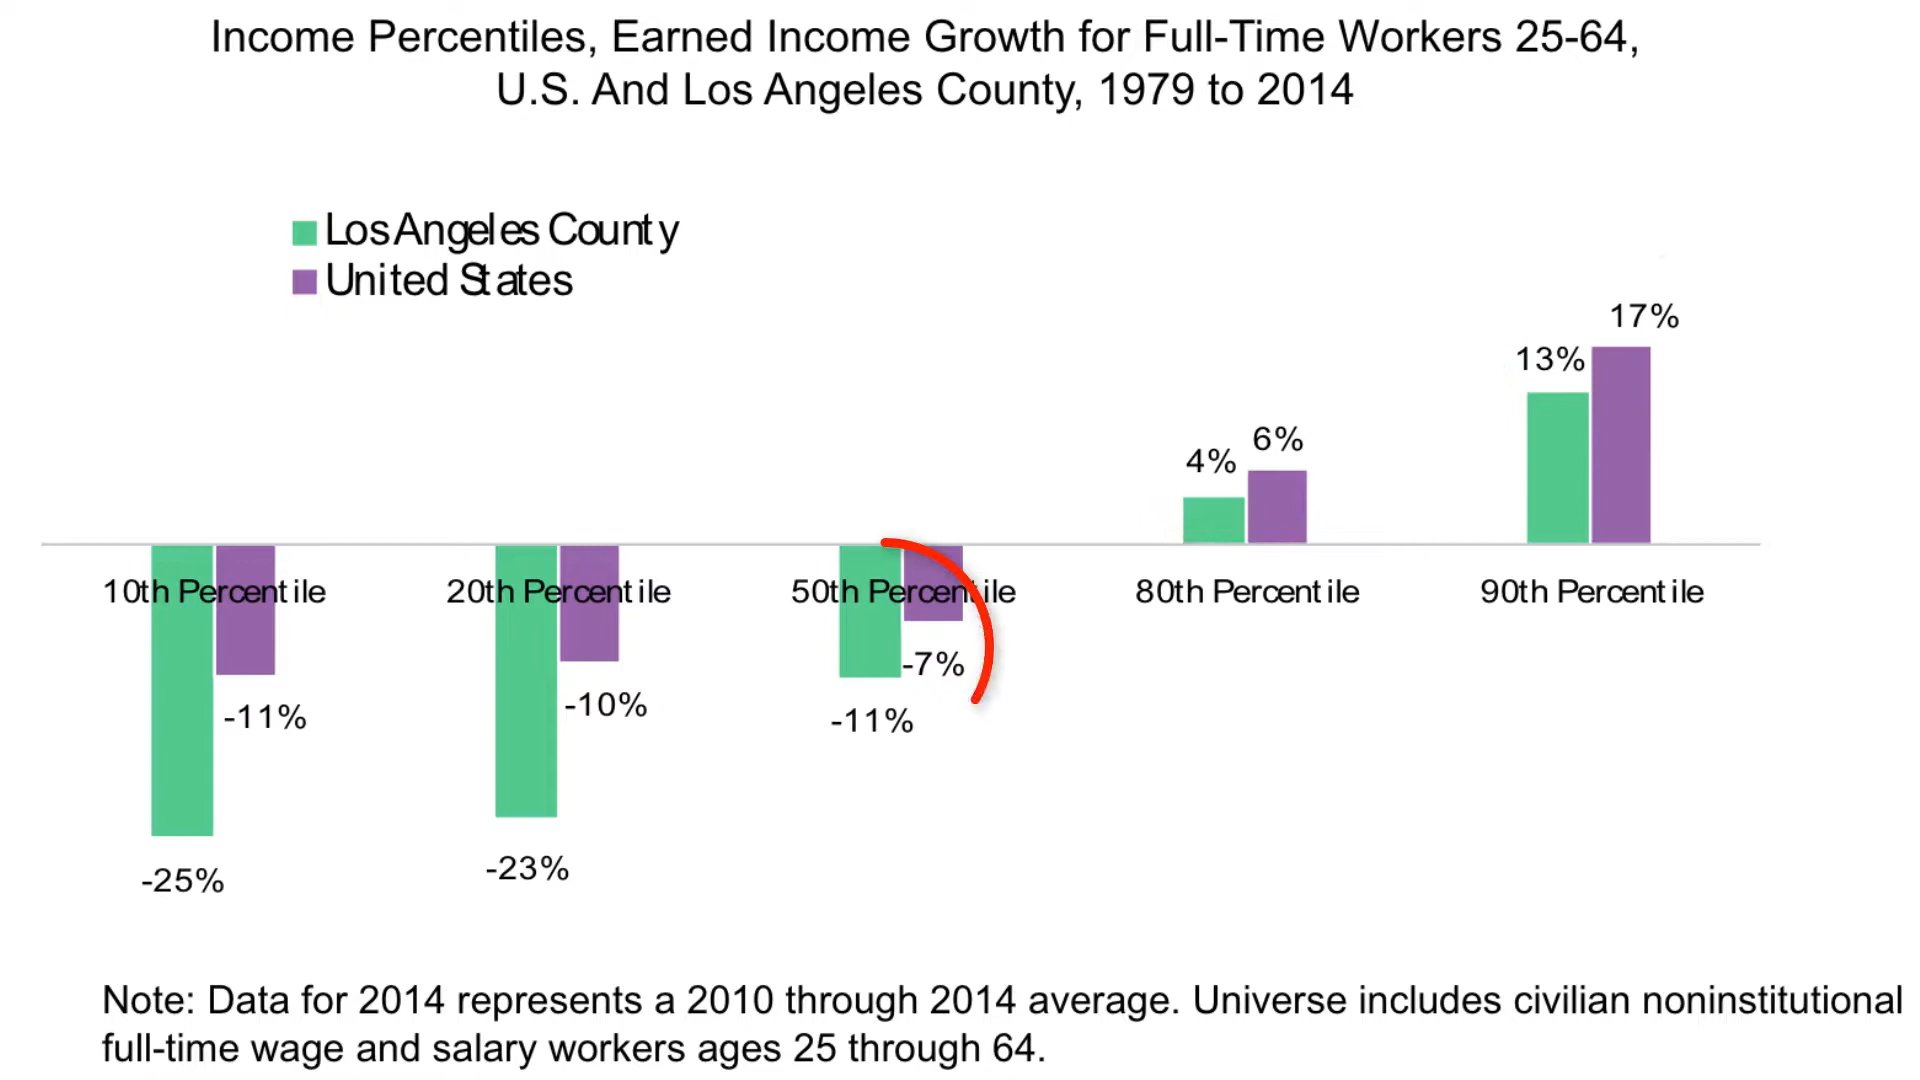 Income Percentiles, Earned Income Growth for Full-Time Workers 25-64,
U.S. And Los Angeles County, 1979 to 2014
Los Angeles County
United States
17%
13%
6%
4%
10th Percentile
20th Percentile
50th Percentile
80th Percentile
90th Percentile
-7%
-10%
-11%
-11%
-23%
-25%
Note: Data for 2014 represents a 2010 through 2014 average. Universe includes civilian noninstitutional
full-time wage and salary workers ages 25 through 64.